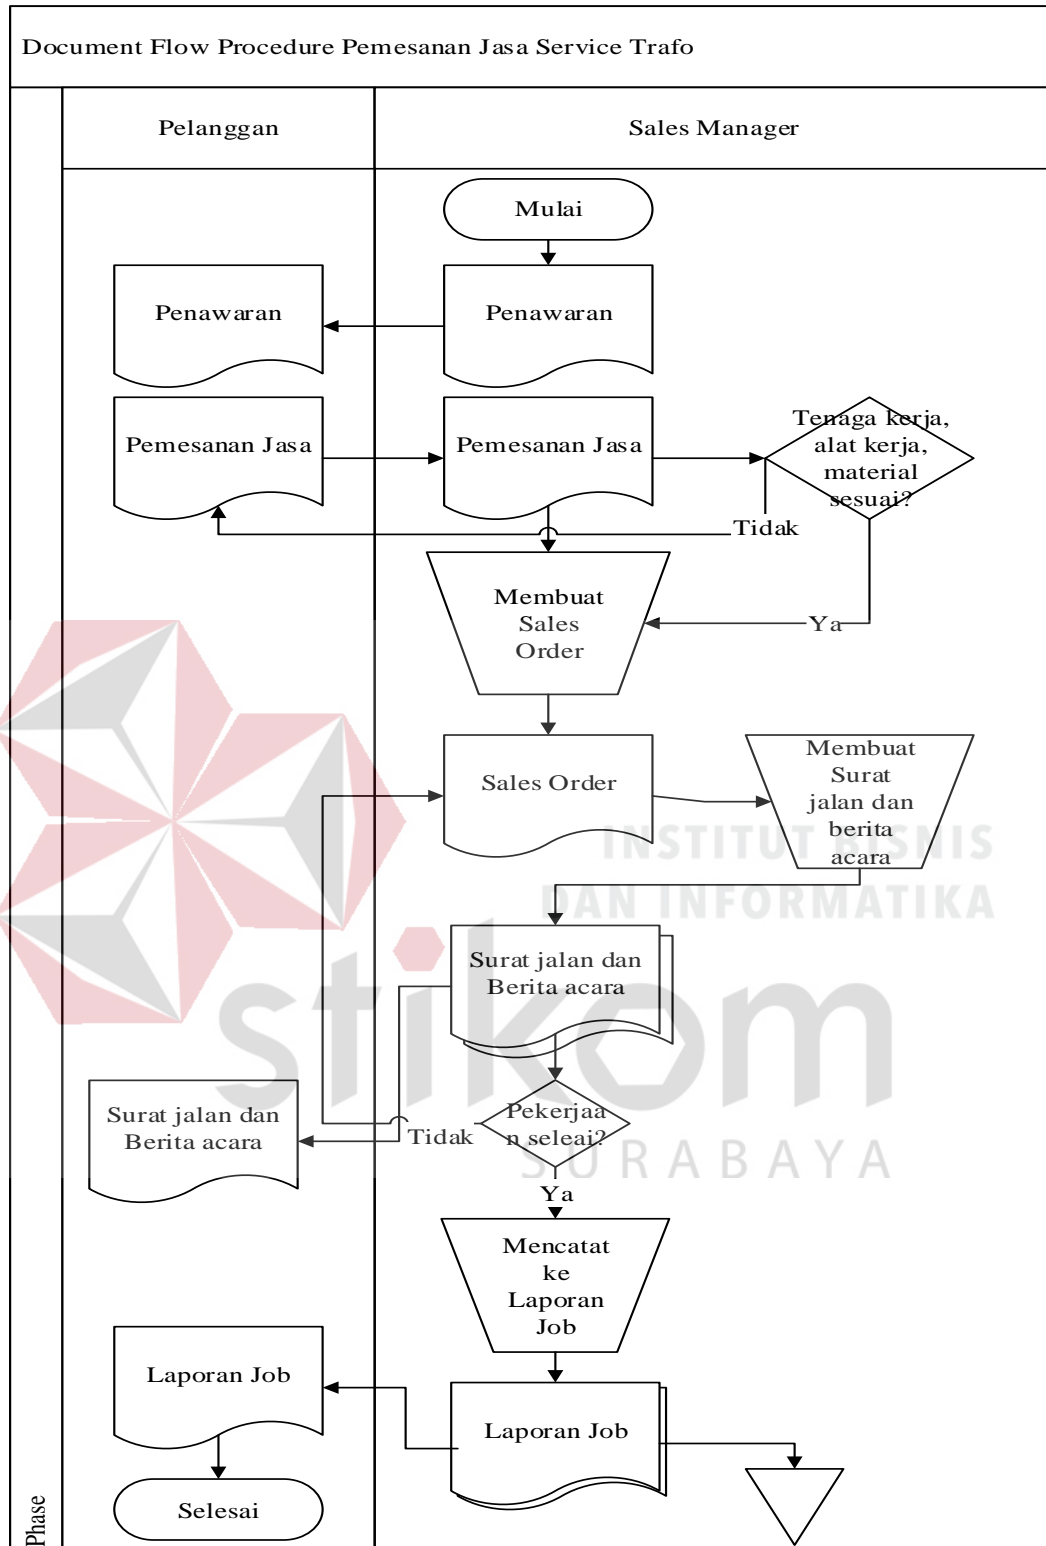 Document Flow Procedure Pemesanan Jasa Service Trafo
Pelanggan
Sales Manager
Mulai
Penawaran
Penawaran
Pemesanan Jasa
Pemesanan Jasa
Tenaga kerja,
alat kerja,
material
sesuai?
Tidak
Membuat
Sales
Order
Ya
Sales Order
Membuat
Surat
jalan dan
berita
acara
INSTITUT BISNIS
DAN INFORMATIKA
Surat jalan dan
Berita acara
stikom
SURABAYA
Surat jalan dan
Berita acara
Tidak
Pekerjaa
n seleai?
Ya
Mencatat
ke
Laporan
Job
Laporan Job
Laporan Job
Selesai
Phase